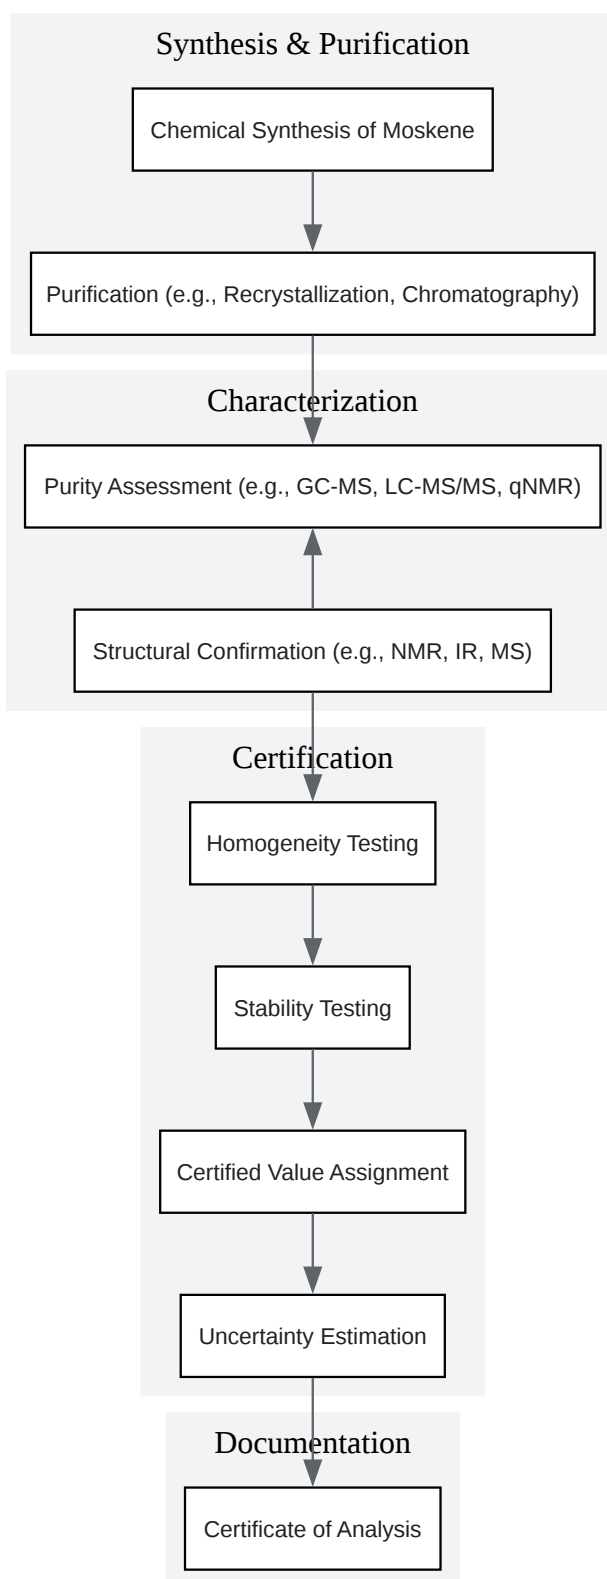 Synthesis & Purification
Chemical Synthesis of Moskene
Purification (e.g., Recrystallization, Chromatography)
Characterization
Purity Assessment (e.g., GC-MS, LC-MS/MS, qNMR)
Structural Confirmation (e.g., NMR, IR, MS)
Certification
Homogeneity Testing
Stability Testing
Certified Value Assignment
Uncertainty Estimation
Documentation
Certificate of Analysis